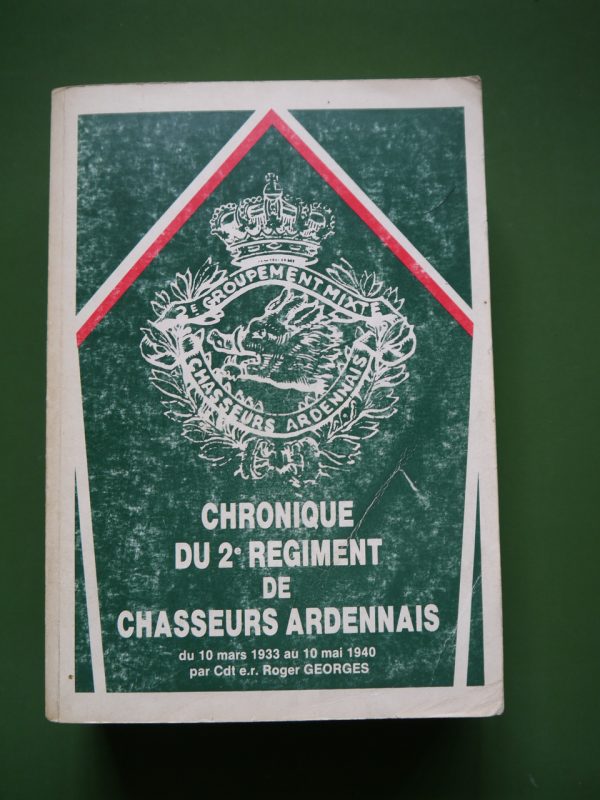 2E GROUPEMENT MIXTE
CHASSEURS ARDENNAIS
CHRONIQUE
DU 2e REGIMENT
DE
CHASSEURS ARDENNAIS
du 10 mars 1933 au 10 mai 1940
par Cdt e.r. Roger GEORGES